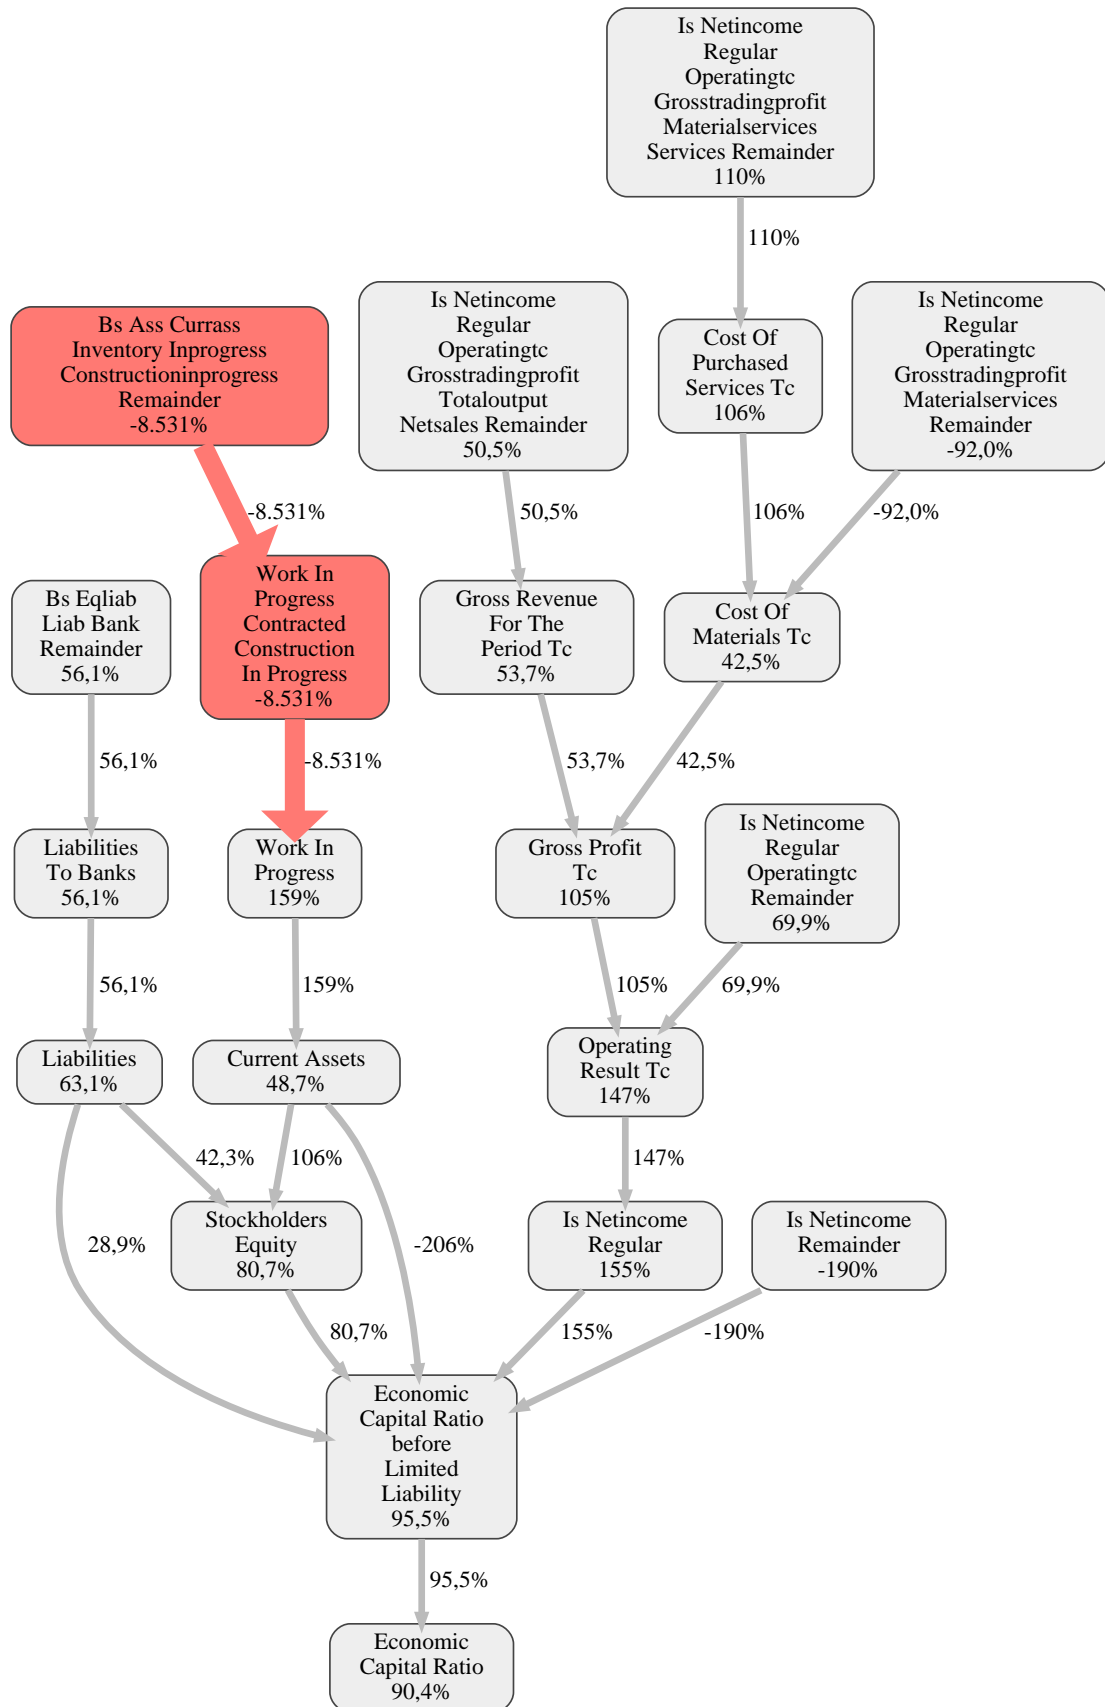 Is Netincome
Regular
Operatingtc
Grosstradingprofit
Materialservices
Services Remainder
110%
110%
Bs Ass Currass
Inventory Inprogress
Constructioninprogress
Remainder
-8.531%
Is Netincome
Regular
Operatingtc
Grosstradingprofit
Totaloutput
Netsales Remainder
50,5%
Cost Of
Purchased
Services Tc
106%
Is Netincome
Regular
Operatingtc
Grosstradingprofit
Materialservices
Remainder
-92,0%
-8.531%
50,5%
106%
-92,0%
Bs Eqliab
Liab Bank
Remainder
56,1%
Work In
Progress
Contracted
Construction
In Progress
-8.531%
Gross Revenue
For The
Period Tc
53,7%
Cost Of
Materials Tc
42,5%
56,1%
-8.531%
53,7%
42,5%
Liabilities
To Banks
56,1%
Work In
Progress
159%
Gross Profit
Tc
105%
Is Netincome
Regular
Operatingtc
Remainder
69,9%
56,1%
159%
105%
69,9%
Liabilities
63,1%
Current Assets
48,7%
Operating
Result Tc
147%
42,3%
106%
147%
28,9%
Stockholders
Equity
80,7%
-206%
Is Netincome
Regular
155%
Is Netincome
Remainder
-190%
80,7%
155%
-190%
Economic
Capital Ratio
before
Limited
Liability
95,5%
95,5%
Economic
Capital Ratio
90,4%